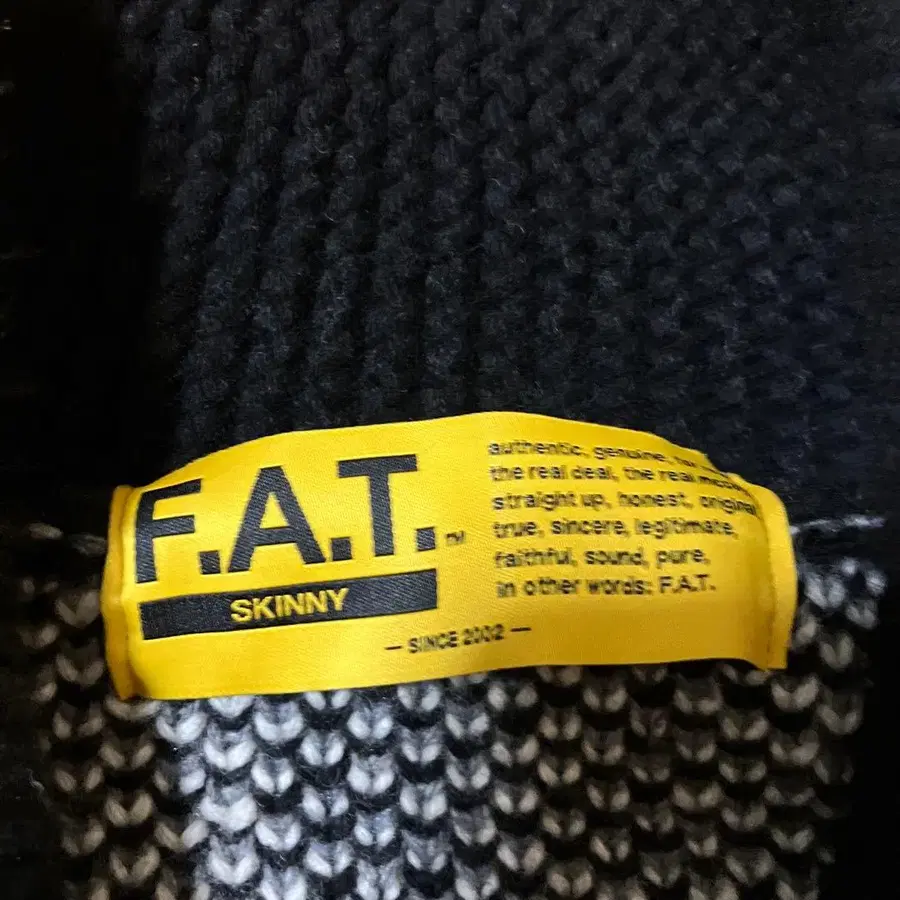 F.A.T.™
SKINNY
authentic, genuine,
the real deal, the real
straight up, honest, original
true, sincere, legitimate,
faithful, sound, pure,
in other words: F.A.T.
— SINCE 2002 —